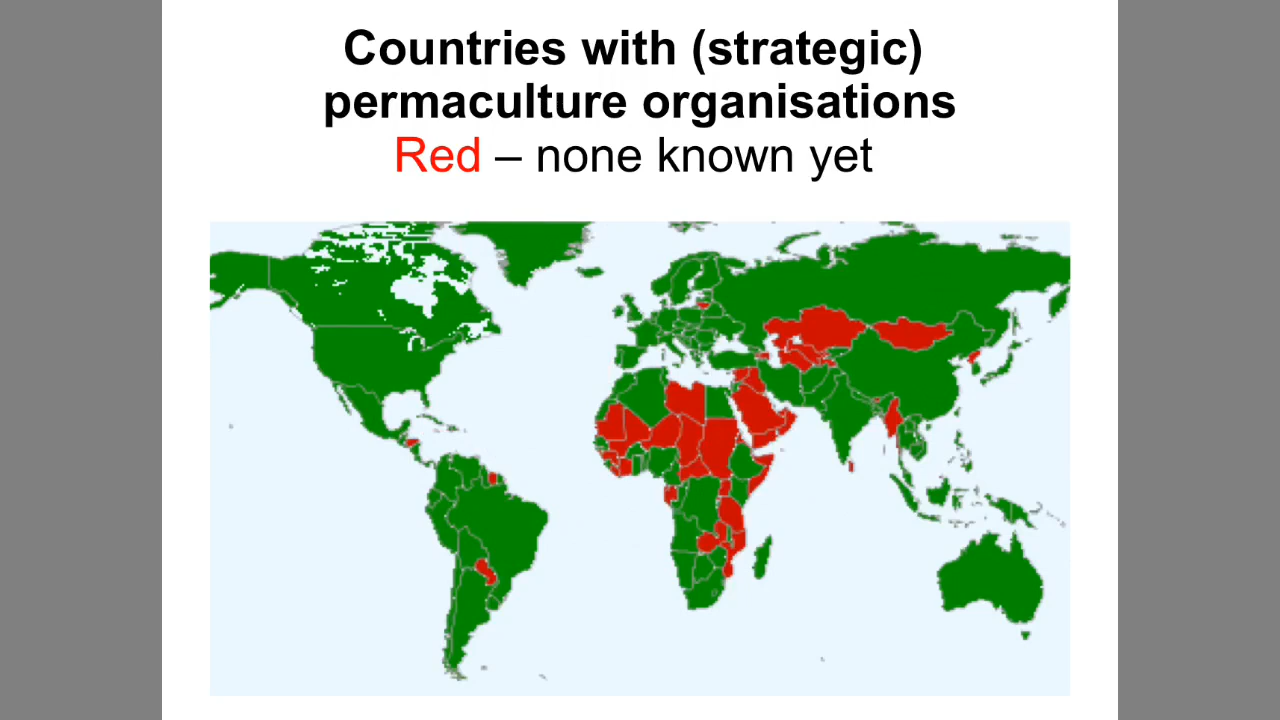 Countries with (strategic)
permaculture organisations
Red – none known yet